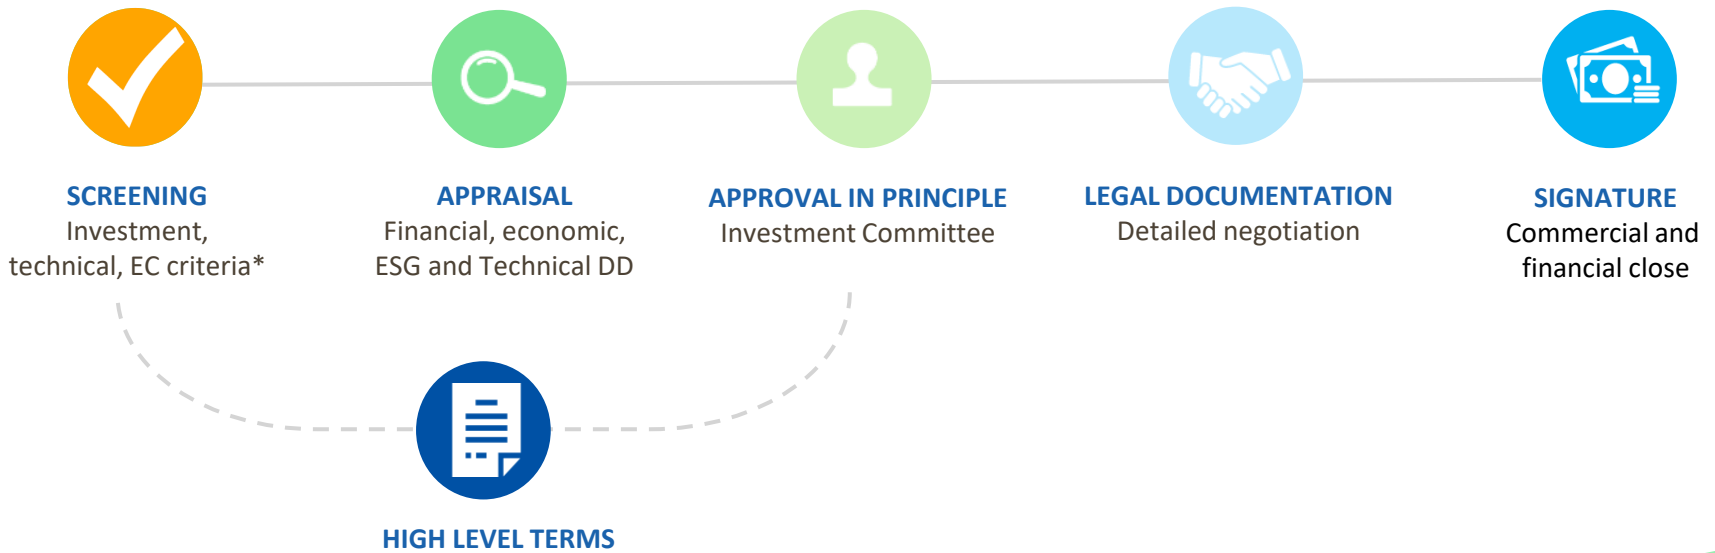 SCREENING
Investment,
technical, EC criteria*
APPRAISAL
Financial, economic,
ESG and Technical DD
APPROVAL IN PRINCIPLE
Investment Committee
LEGAL DOCUMENTATION
Detailed negotiation
SIGNATURE
Commercial and
financial close
HIGH LEVEL TERMS